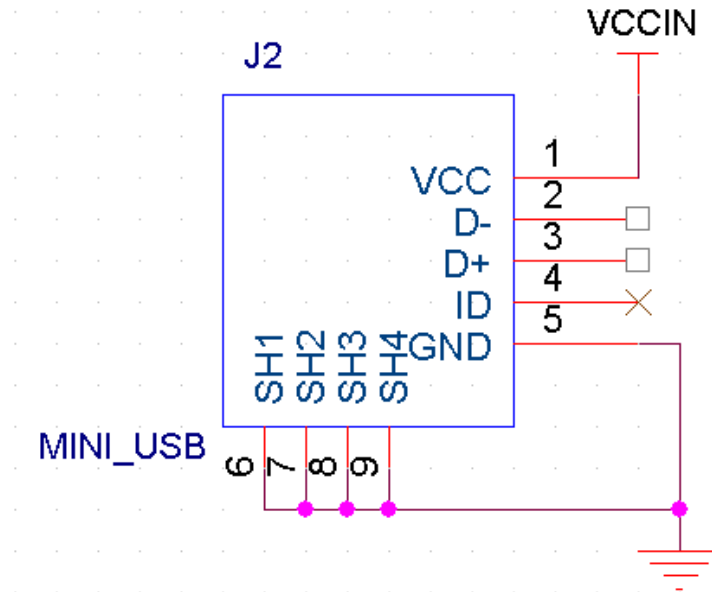 VCCIN
J2
1
VCC
2
D-
3
D+
4
ID
5
GND
SH1
SH2
SH3
SH4
MINI_USB
6
7
8
9